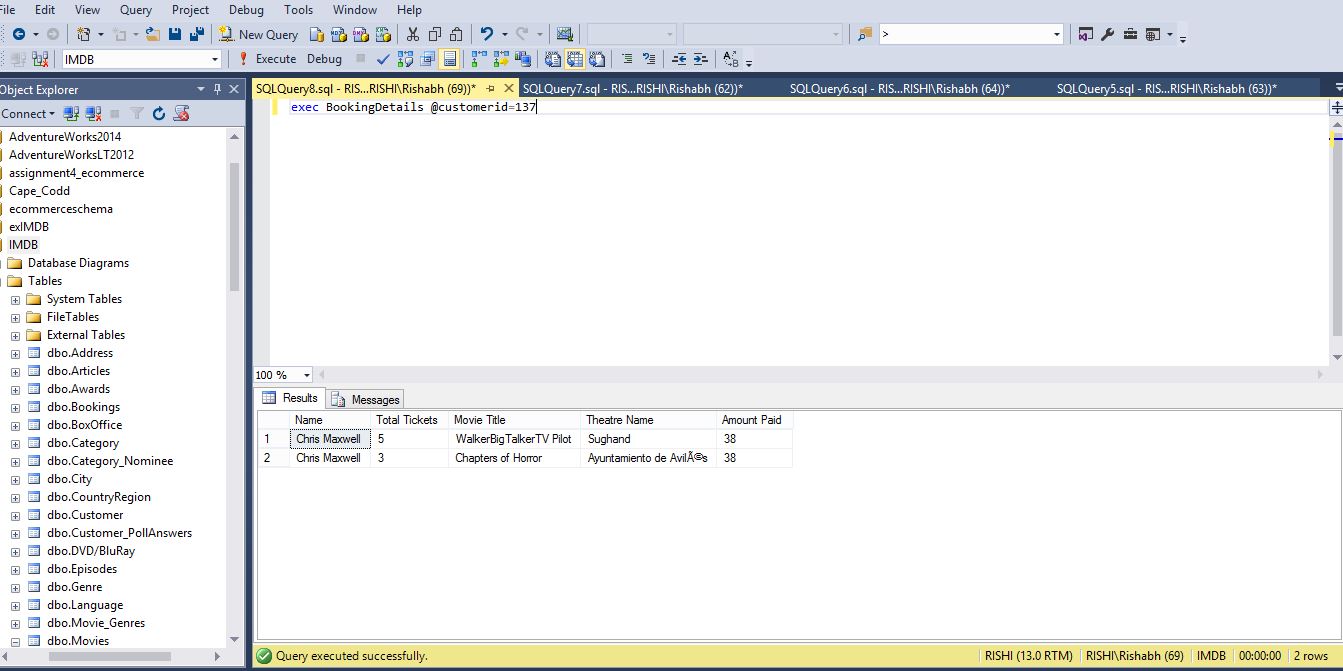 File Edit View Query Project Debug Tools Window Help
New Query >
IMDB Execute Debug
Object Explorer
Connect
AdventureWorks2014
AdventureWorksLT2012
assignment4_ecommerce
Cape_Codd
ecommerceschema
exIMDB
IMDB
Database Diagrams
Tables
System Tables
FileTables
External Tables
dbo.Address
dbo.Articles
dbo.Awards
dbo.Bookings
dbo.BoxOffice
dbo.Category
dbo.Category_Nominee
dbo.City
dbo.CountryRegion
dbo.Customer
dbo.Customer_PollAnswers
dbo.DVD/BluRay
dbo.Episodes
dbo.Genre
dbo.Language
dbo.Movie_Genres
dbo.Movies
SQLQuery8.sql - RIS...RISHI\Rishabh (69))* SQLQuery7.sql - RIS...RISHI\Rishabh (62))* SQLQuery6.sql - RIS...RISHI\Rishabh (64))* SQLQuery5.sql - RIS...RISHI\Rishabh (63))*
exec BookingDetails @customerid=137
100 %
Results Messages
Name Total Tickets Movie Title Theatre Name Amount Paid
1 Chris Maxwell 5 WalkerBigTalkerTV Pilot Sughand 38
2 Chris Maxwell 3 Chapters of Horror Ayuntamiento de AvilÃ©s 38
Query executed successfully. RISHI (13.0 RTM) RISHI\Rishabh (69) IMDB 00:00:00 2 rows